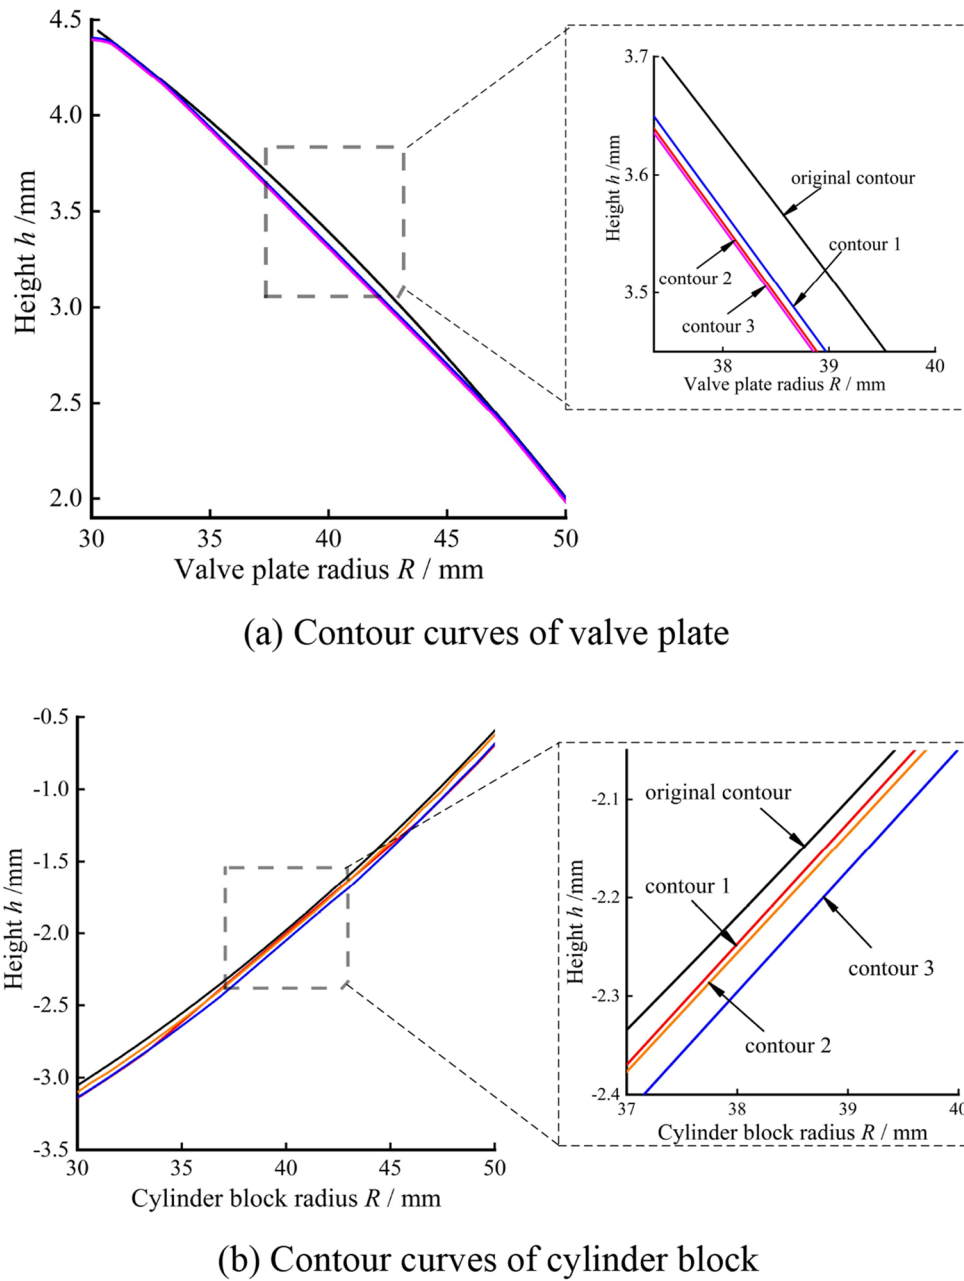 4.5
4.0
3.5
3.0
2.5
2.0
30
35
40
45
50
Height h /mm
Valve plate radius R / mm
3.7
3.6
3.5
38
39
40
Height h /mm
Valve plate radius R / mm
original contour
contour 1
contour 2
contour 3
(a) Contour curves of valve plate
-0.5
-1.0
-1.5
-2.0
-2.5
-3.0
-3.5
30
35
40
45
50
Height h /mm
Cylinder block radius R / mm
-2.1
-2.2
-2.3
-2.4
37
38
39
40
Height h /mm
Cylinder block radius R / mm
original contour
contour 1
contour 3
contour 2
(b) Contour curves of cylinder block